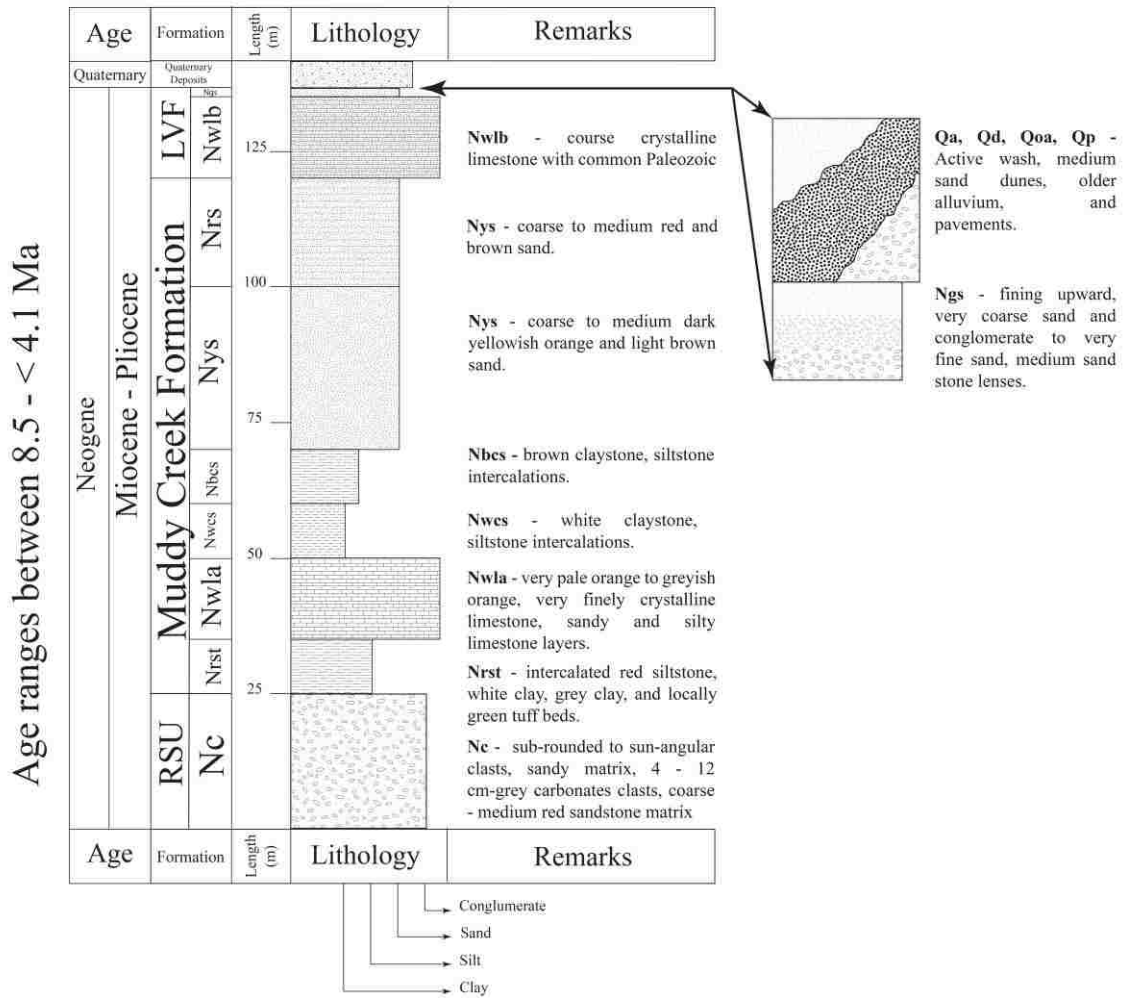 Age Formation Length (m) Lithology Remarks
Quaternary Quaternary Deposits
Ngs
Age ranges between 8.5 - < 4.1 Ma
Neogene
Miocene - Pliocene
LVF
Muddy Creek Formation
RSU
Nwlb
Nrs
Nys
Nbcs
Nwcs
Nwla
Nrst
Nc
125
100
75
50
25
Nwlb - course crystalline
limestone with common Paleozoic
Nys - coarse to medium red and
brown sand.
Nys - coarse to medium dark
yellowish orange and light brown
sand.
Nbcs - brown claystone, siltstone
intercalations.
Nwcs - white claystone,
siltstone intercalations.
Nwla - very pale orange to greyish
orange, very finely crystalline
limestone, sandy and silty
limestone layers.
Nrst - intercalated red siltstone,
white clay, grey clay, and locally
green tuff beds.
Nc - sub-rounded to sun-angular
clasts, sandy matrix, 4 - 12
cm-grey carbonates clasts, coarse
- medium red sandstone matrix
Qa, Qd, Qoa, Qp -
Active wash, medium
sand dunes, older
alluvium, and
pavements.
Ngs - fining upward,
very coarse sand and
conglomerate to very
fine sand, medium sand
stone lenses.
Age Formation Length (m) Lithology Remarks
Conglumerate
Sand
Silt
Clay